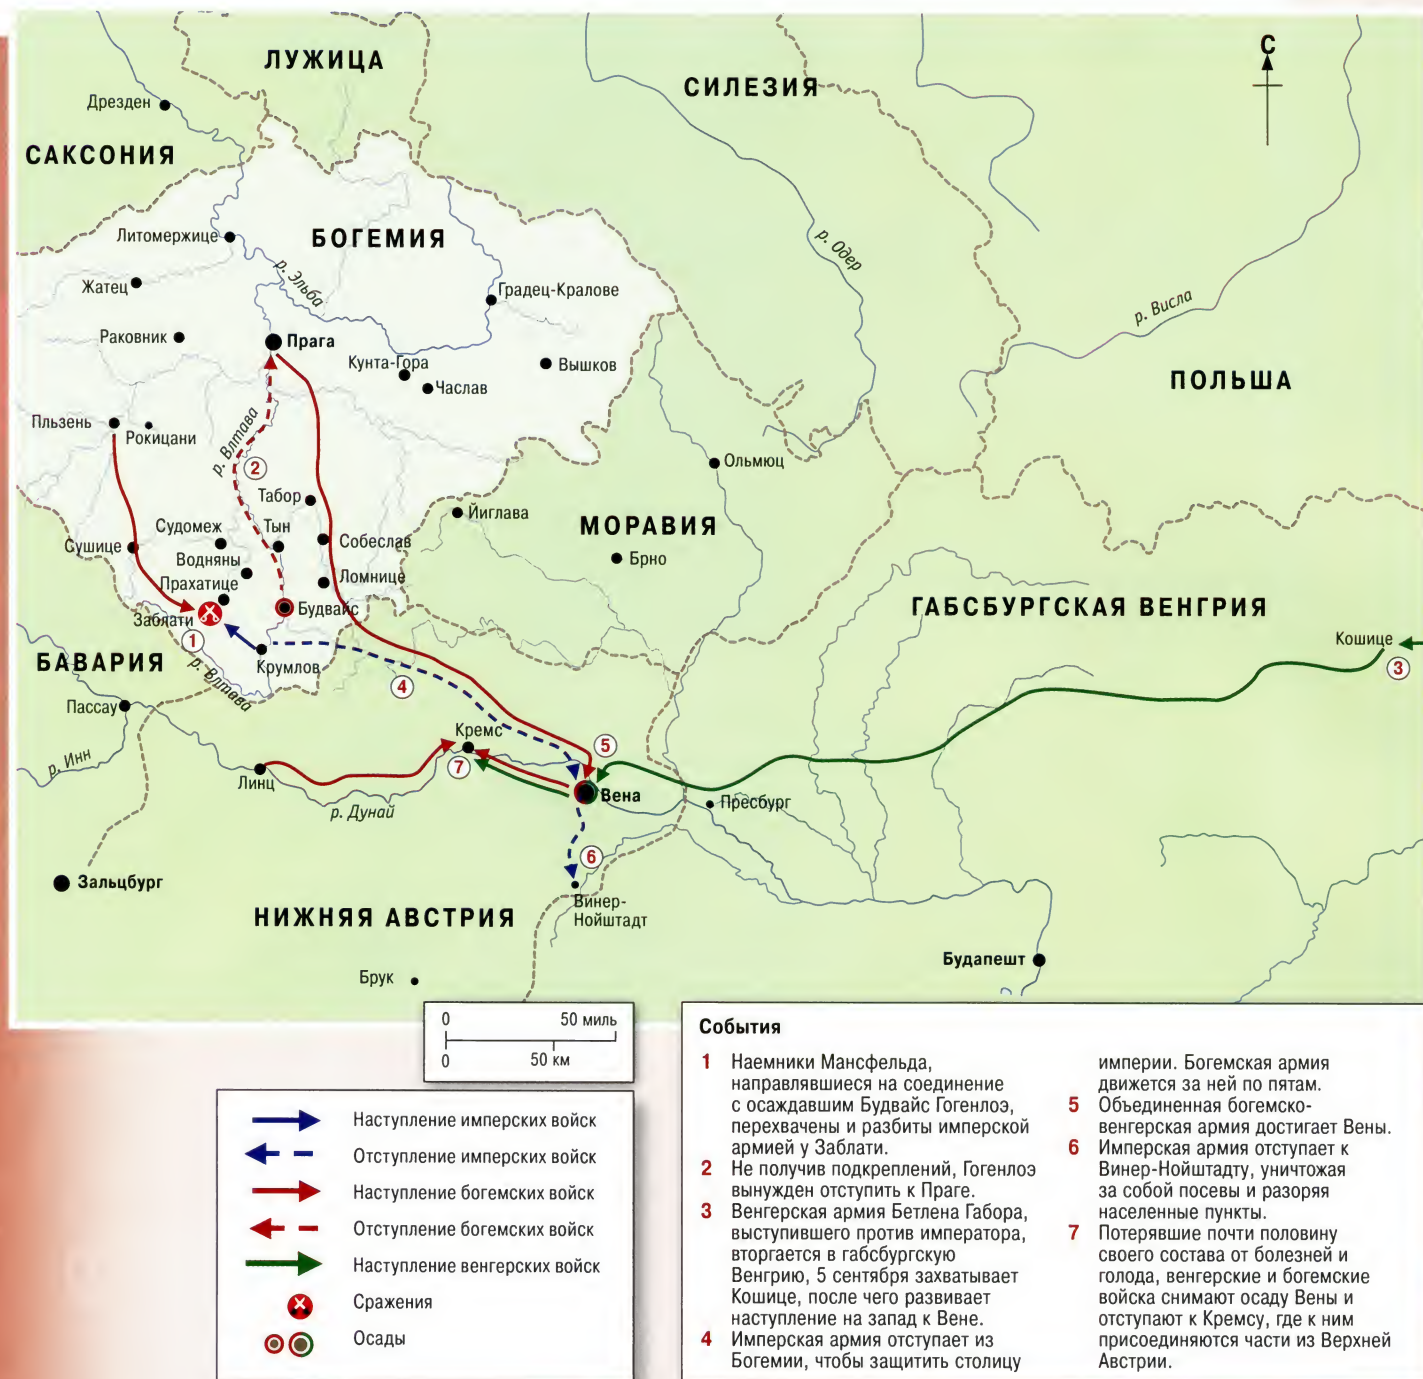 ЛУЖИЦА
С
СИЛЕЗИЯ
Дрезден
САКСОНИЯ
Литомержице
БОГЕМИЯ
р. Одер
р. Эльба
Жатец
Градец-Кралове
р. Висла
Раковник
Прага
Кунта-Гора
Вышков
Часлав
ПОЛЬША
Пльзень
Рокицани
р. Влтава
2
Ольмюц
Табор
Йиглава
МОРАВИЯ
Судомеж
Тын
Сушице
Собеслав
Водняны
Брно
Прахатице
Ломнице
Заблати
Будвайс
ГАБСБУРГСКАЯ ВЕНГРИЯ
1
Кошице
3
БАВАРИЯ
р. Влтава
Крумлов
4
Пассау
Кремс
5
р. Инн
7
Линц
Вена
Пресбург
р. Дунай
6
Зальцбург
Винер-
Нойштадт
НИЖНЯЯ АВСТРИЯ
Будапешт
Брук
0 50 миль
0 50 км
Наступление имперских войск
Отступление имперских войск
Наступление богемских войск
Отступление богемских войск
Наступление венгерских войск
Сражения
Осады
События
1 Наемники Мансфельда,
направлявшиеся на соединение
с осаждавшим Будвайс Гогенлоэ,
перехвачены и разбиты имперской
армией у Заблати.
2 Не получив подкреплений, Гогенлоэ
вынужден отступить к Праге.
3 Венгерская армия Бетлена Габора,
выступившего против императора,
вторгается в габсбургскую
Венгрию, 5 сентября захватывает
Кошице, после чего развивает
наступление на запад к Вене.
4 Имперская армия отступает из
Богемии, чтобы защитить столицу
империи. Богемская армия
движется за ней по пятам.
5 Объединенная богемско-
венгерская армия достигает Вены.
6 Имперская армия отступает к
Винер-Нойштадту, уничтожая
за собой посевы и разоряя
населенные пункты.
7 Потерявшие почти половину
своего состава от болезней и
голода, венгерские и богемские
войска снимают осаду Вены и
отступают к Кремсу, где к ним
присоединяются части из Верхней
Австрии.